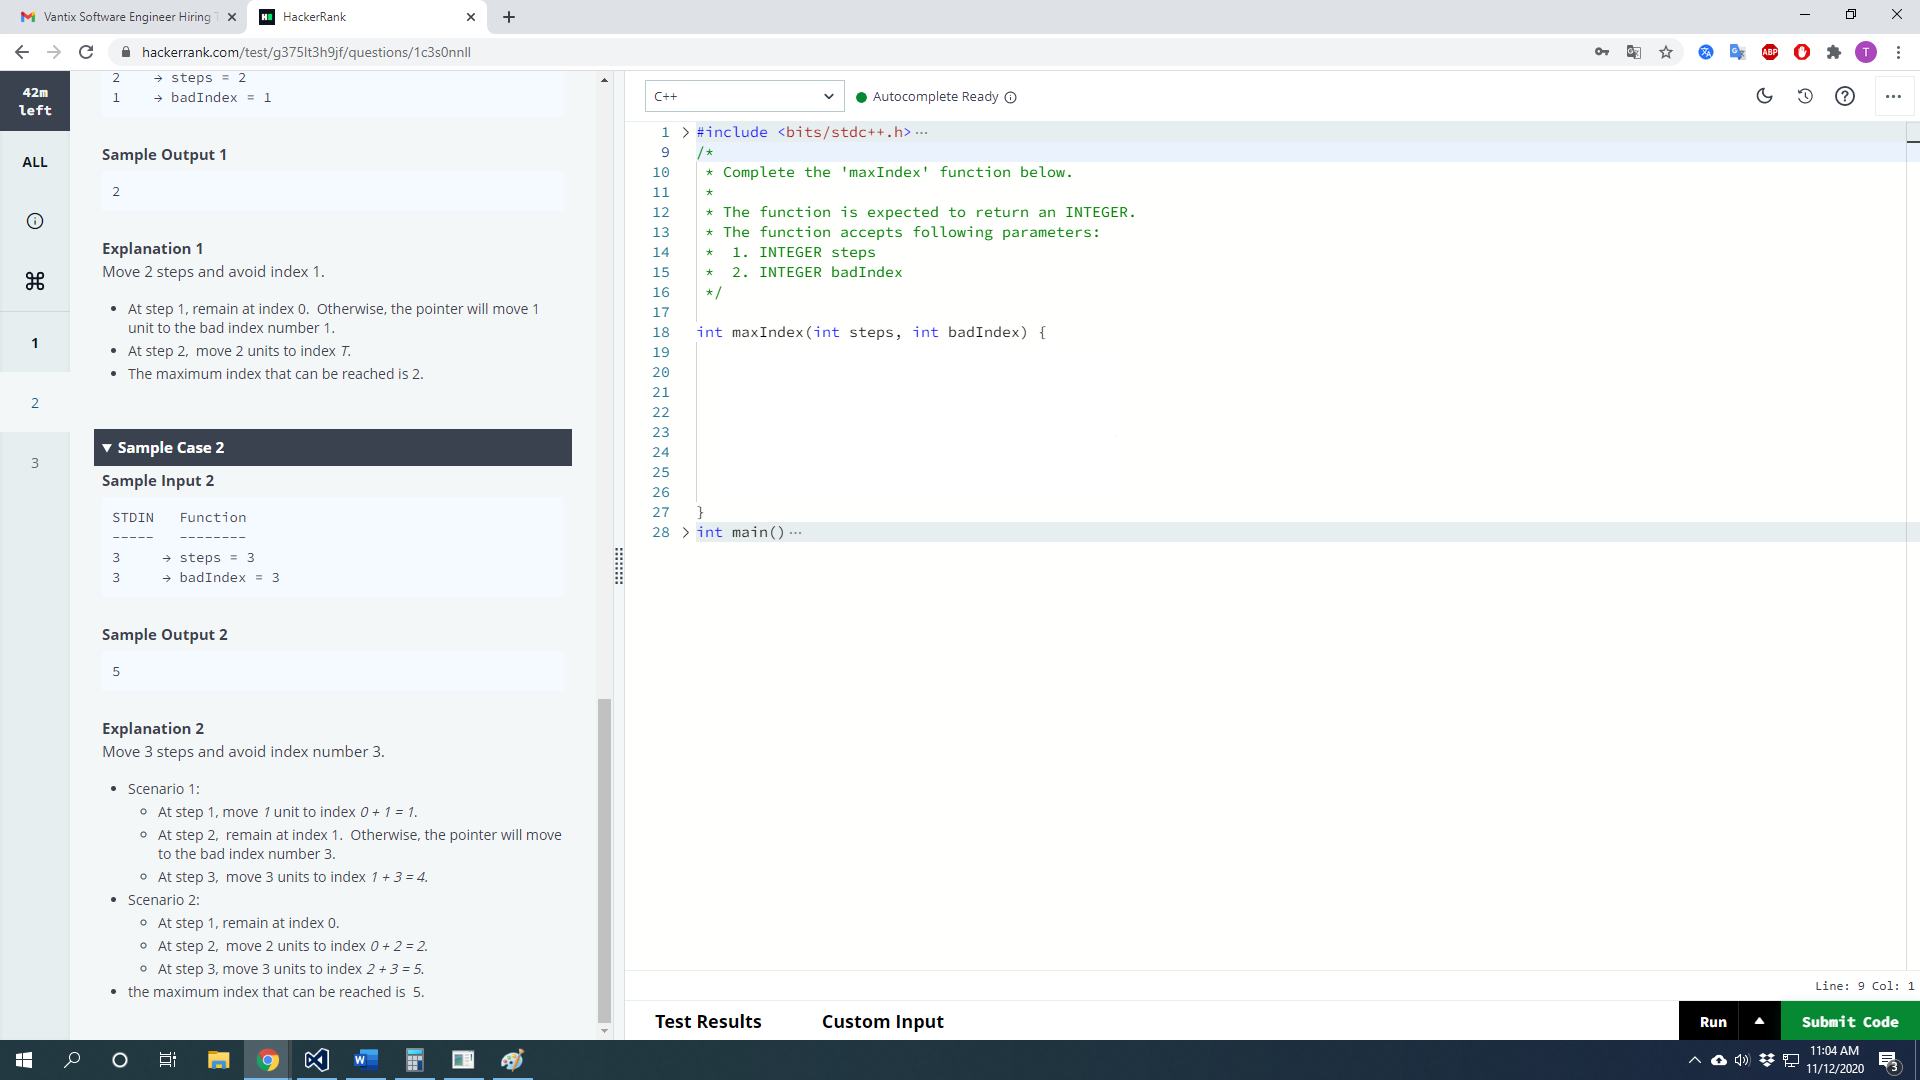 Vantix Software Engineer Hiring T
HackerRank
hackerrank.com/test/g375lt3h9jf/questions/1c3s0nnll
ABP
T
42m
left
ALL
1
2
3
2 → steps = 2
1 → badIndex = 1
Sample Output 1
2
Explanation 1
Move 2 steps and avoid index 1.
• At step 1, remain at index 0. Otherwise, the pointer will move 1
unit to the bad index number 1.
• At step 2, move 2 units to index T.
• The maximum index that can be reached is 2.
Sample Case 2
Sample Input 2
STDIN Function
----- --------
3 → steps = 3
3 → badIndex = 3
Sample Output 2
5
Explanation 2
Move 3 steps and avoid index number 3.
• Scenario 1:
◦ At step 1, move 1 unit to index 0 + 1 = 1.
◦ At step 2, remain at index 1. Otherwise, the pointer will move
to the bad index number 3.
◦ At step 3, move 3 units to index 1 + 3 = 4.
• Scenario 2:
◦ At step 1, remain at index 0.
◦ At step 2, move 2 units to index 0 + 2 = 2.
◦ At step 3, move 3 units to index 2 + 3 = 5.
• the maximum index that can be reached is 5.
C++
Autocomplete Ready
1 #include <bits/stdc++.h>···
9 /*
10 * Complete the 'maxIndex' function below.
11 *
12 * The function is expected to return an INTEGER.
13 * The function accepts following parameters:
14 * 1. INTEGER steps
15 * 2. INTEGER badIndex
16 */
17
18 int maxIndex(int steps, int badIndex) {
19
20
21
22
23
24
25
26
27 }
28 int main()···
Line: 9 Col: 1
Test Results
Custom Input
Run
Submit Code
W
11:04 AM
11/12/2020
3